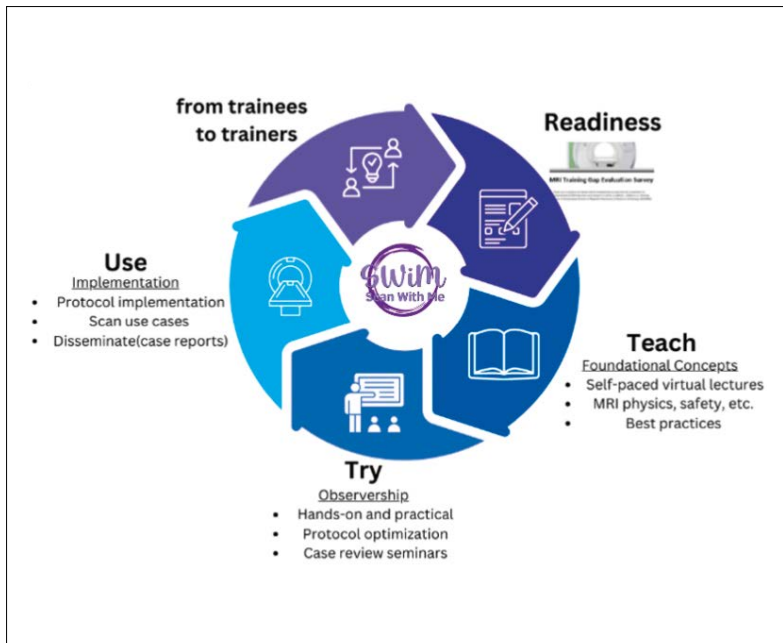 from trainees
to trainers
Readiness
MRI Training Gap Evaluation Survey
Use
Implementation
• Protocol implementation
• Scan use cases
• Disseminate(case reports)
SWiM
Scan With Me
Teach
Foundational Concepts
• Self-paced virtual lectures
• MRI physics, safety, etc.
• Best practices
Try
Observership
• Hands-on and practical
• Protocol optimization
• Case review seminars